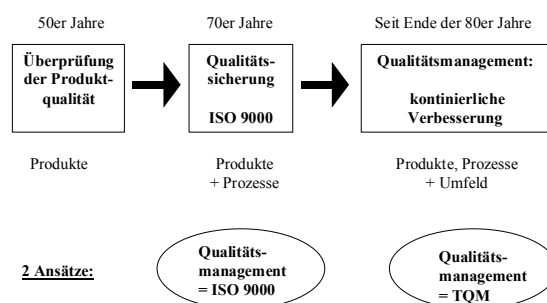 50er Jahre
70er Jahre
Seit Ende der 80er Jahre
Überprüfung
der Produkt-
qualität
Qualitäts-
sicherung
ISO 9000
Qualitätsmanagement:
kontinierliche
Verbesserung
Produkte
Produkte
+ Prozesse
Produkte, Prozesse
+ Umfeld
2 Ansätze:
Qualitäts-
management
= ISO 9000
Qualitäts-
management
= TQM